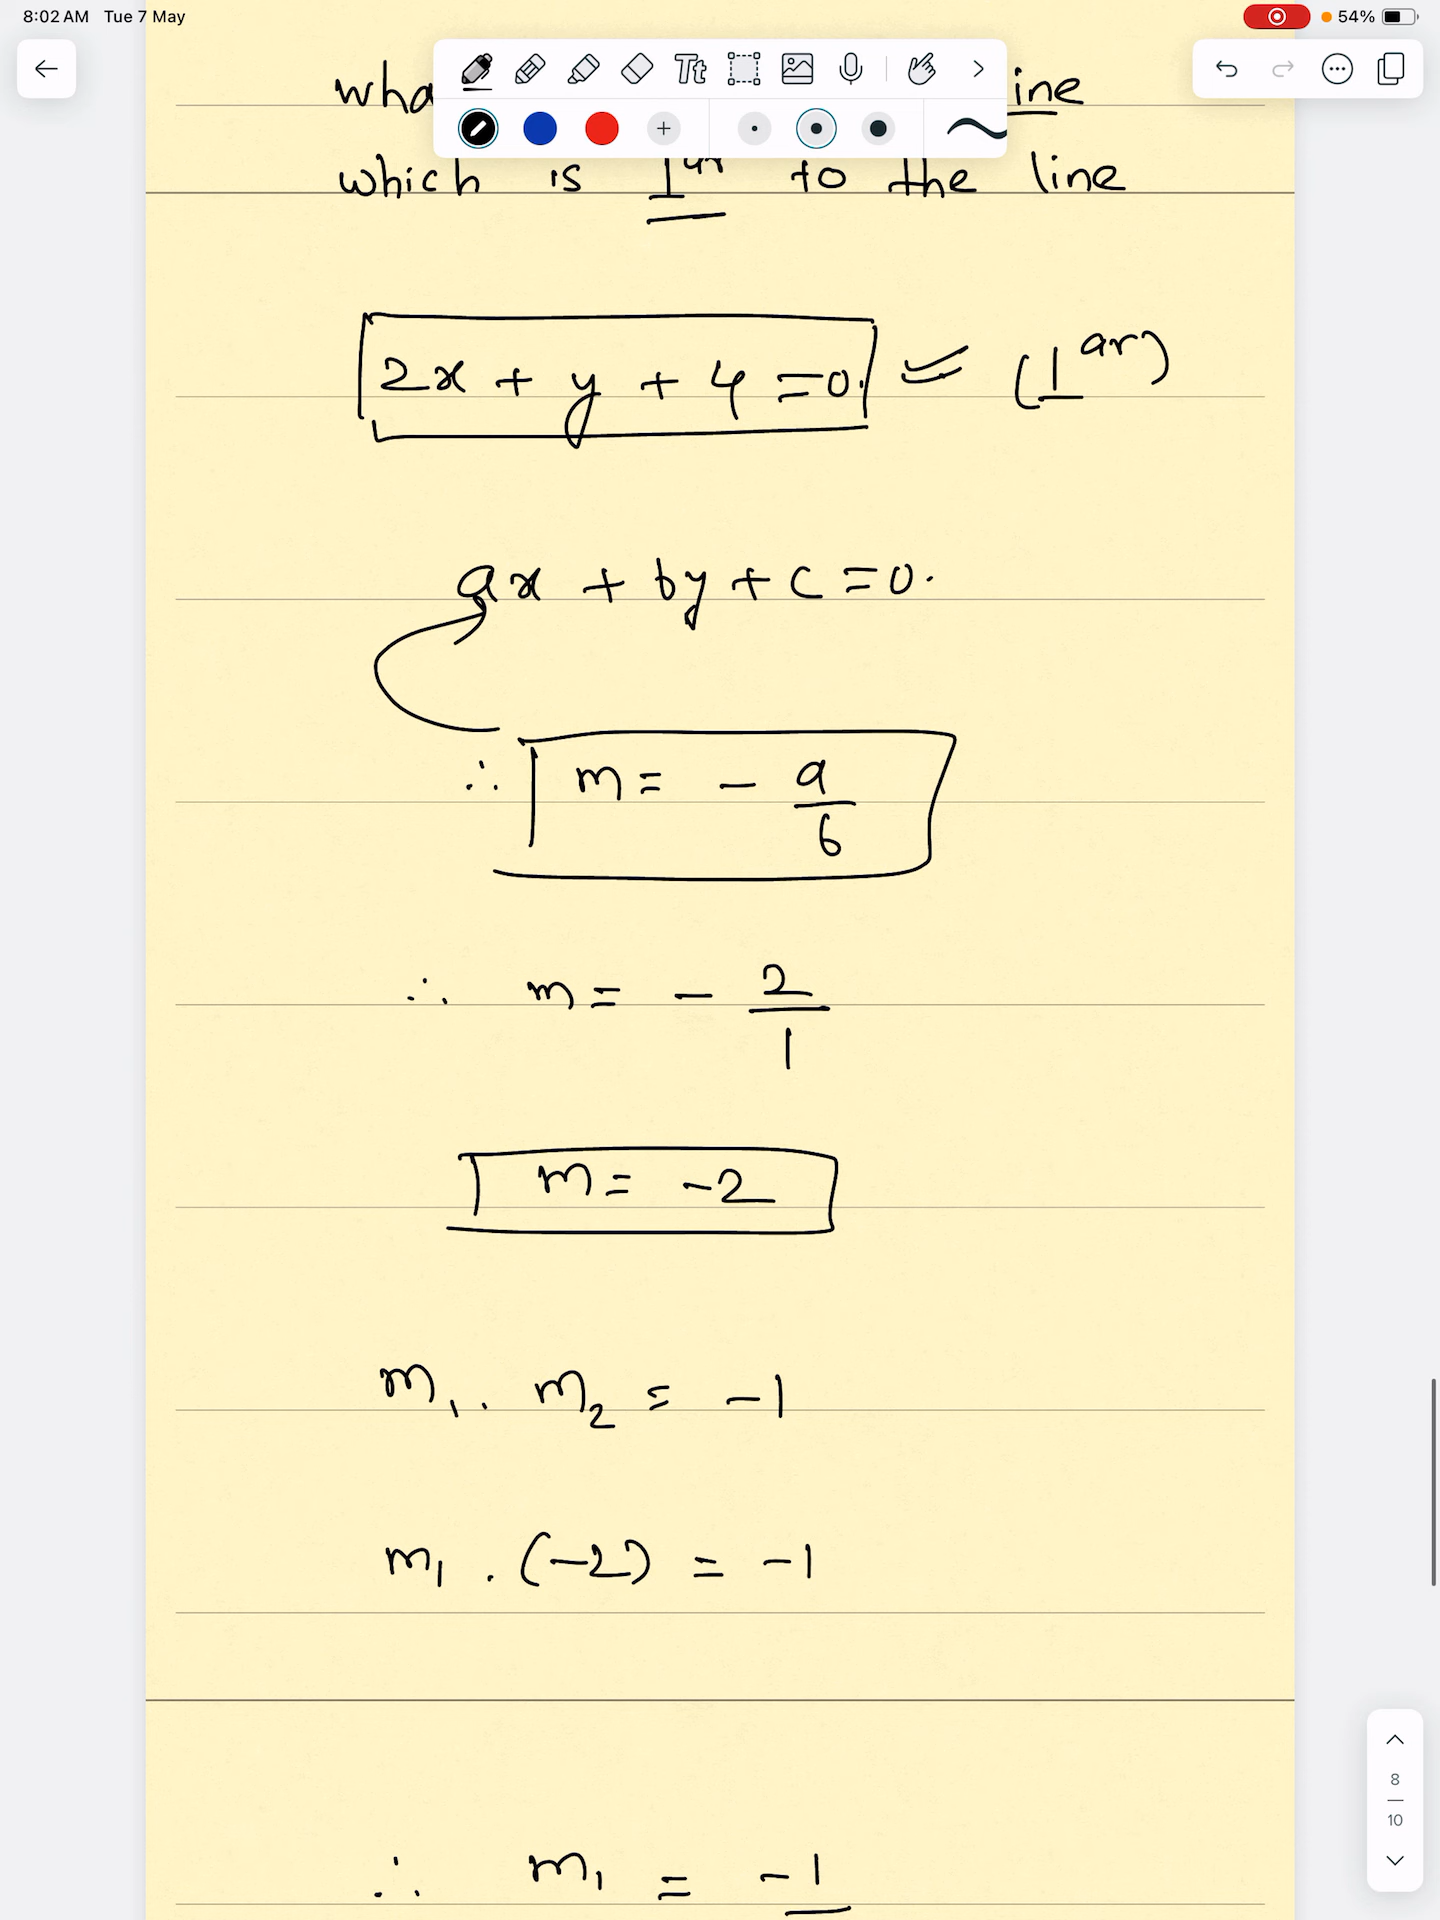 8:02 AM Tue 7 May
54%
Tt
wha
ine
which is ⊥ar to the line
2x + y + 4 = 0. (⊥ar)
ax + by + c = 0.
∴ m = - a/b
∴ m = - 2/1
m = -2
m1 . m2 = -1
m1 . (-2) = -1
8
10
∴ m1 = -1